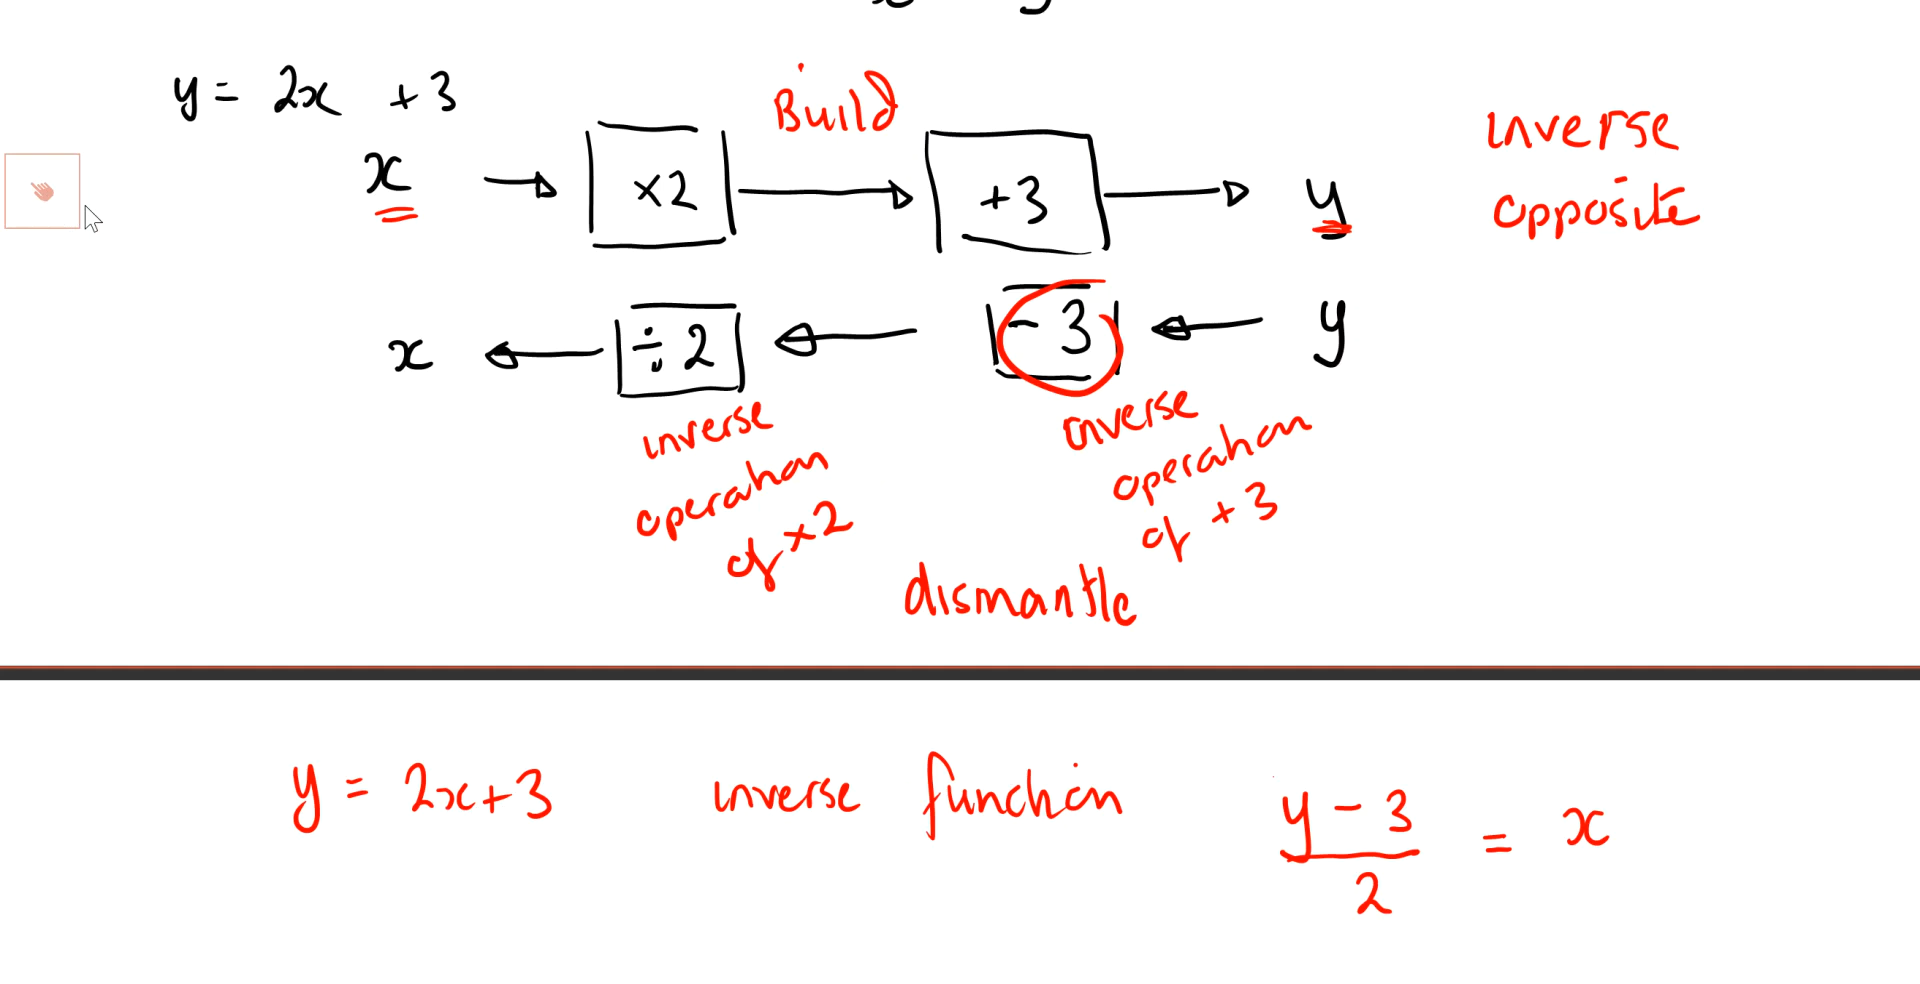 y = 2x + 3
Build
x → ×2 → +3 → y
inverse
opposite
x ← ÷2 ← -3 ← y
inverse operation of ×2
inverse operation of +3
dismantle
y = 2x+3 inverse function y - 3 / 2 = x